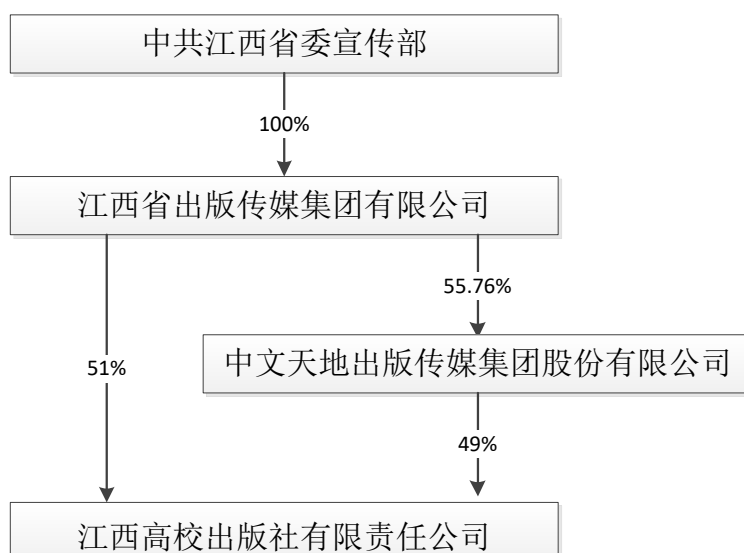 中共江西省委宣传部
100%
江西省出版传媒集团有限公司
55.76%
中文天地出版传媒集团股份有限公司
51%
49%
江西高校出版社有限责任公司